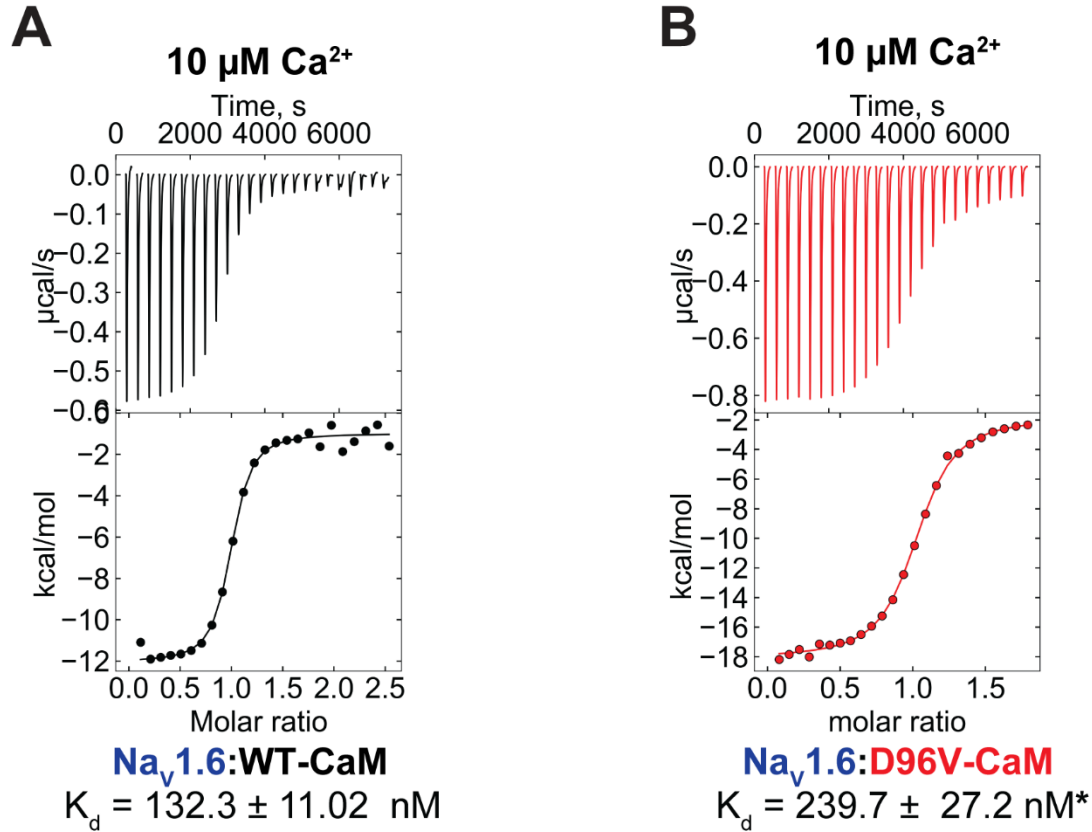 A
10 µM Ca²⁺
Time, s
0 2000 4000 6000
0.0
−0.1
−0.2
−0.3
−0.4
−0.5
−0.6
µcal/s
0
−2
−4
−6
−8
−10
−12
kcal/mol
0.0 0.5 1.0 1.5 2.0 2.5
Molar ratio
Naᵥ1.6:WT-CaM
K_d = 132.3 ± 11.02 nM
B
10 µM Ca²⁺
Time, s
0 2000 4000 6000
0.0
−0.2
−0.4
−0.6
−0.8
µcal/s
−2
−4
−6
−8
−10
−12
−14
−16
−18
kcal/mol
0.0 0.5 1.0 1.5
molar ratio
Naᵥ1.6:D96V-CaM
K_d = 239.7 ± 27.2 nM*